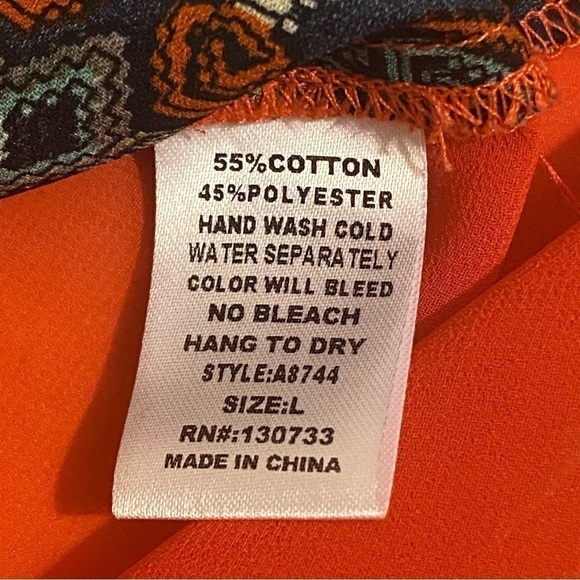 55%COTTON
45%POLYESTER
HAND WASH COLD
WATER SEPARATELY
COLOR WILL BLEED
NO BLEACH
HANG TO DRY
STYLE:A8744
SIZE:L
RN#:130733
MADE IN CHINA